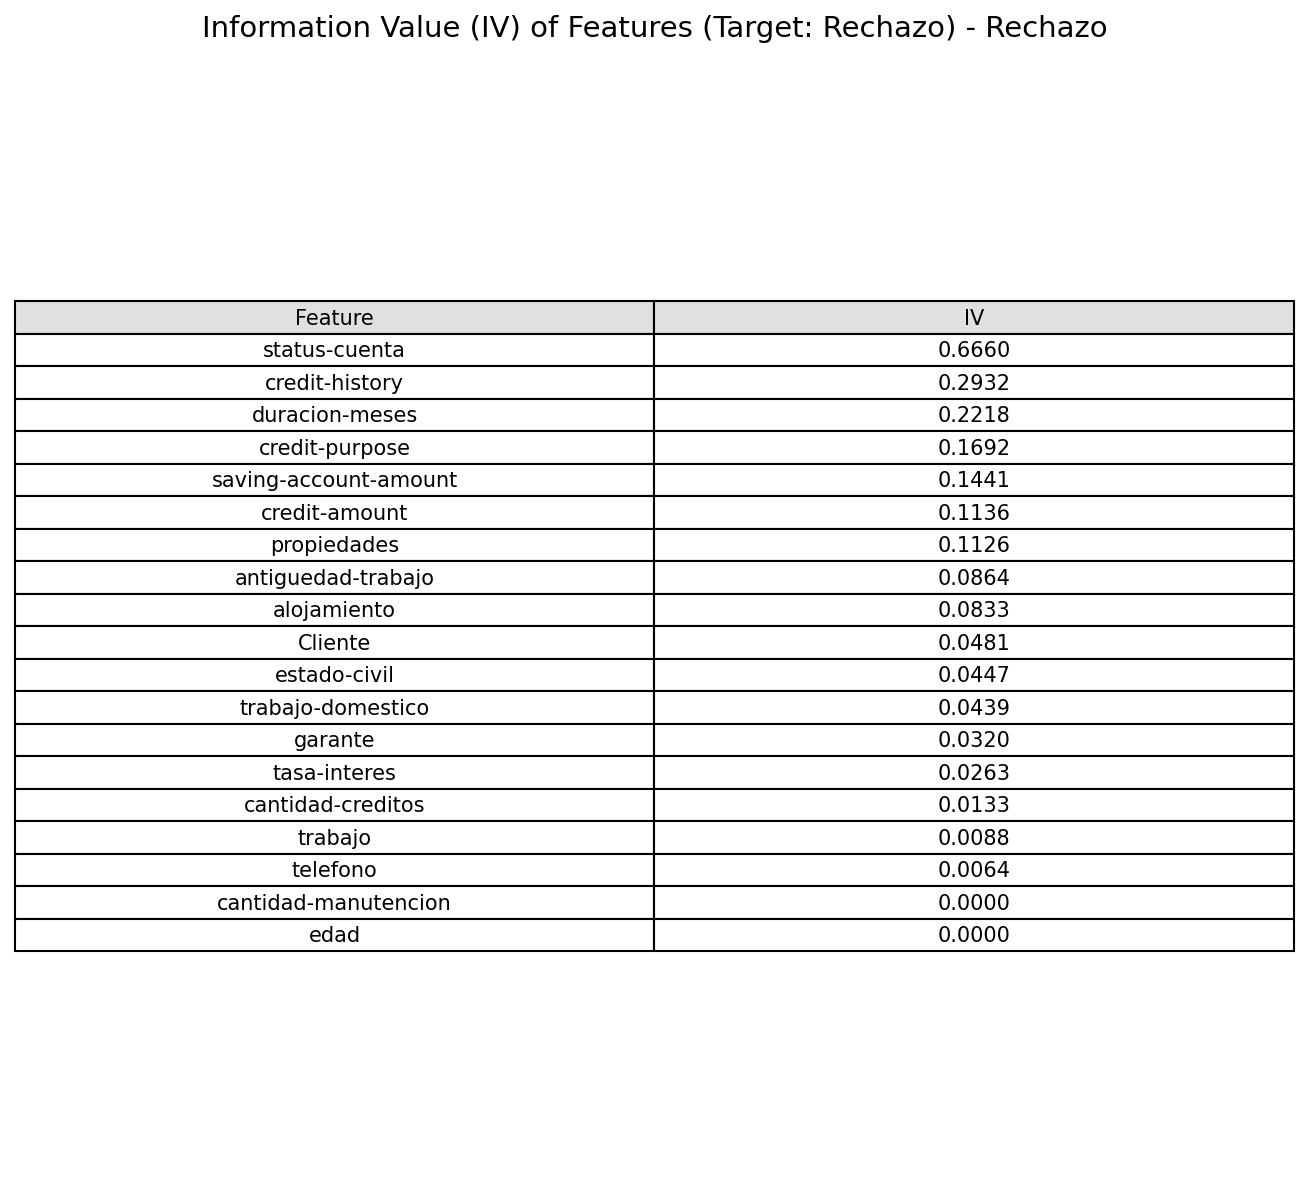 Information Value (IV) of Features (Target: Rechazo) - Rechazo
Feature IV
status-cuenta 0.6660
credit-history 0.2932
duracion-meses 0.2218
credit-purpose 0.1692
saving-account-amount 0.1441
credit-amount 0.1136
propiedades 0.1126
antiguedad-trabajo 0.0864
alojamiento 0.0833
Cliente 0.0481
estado-civil 0.0447
trabajo-domestico 0.0439
garante 0.0320
tasa-interes 0.0263
cantidad-creditos 0.0133
trabajo 0.0088
telefono 0.0064
cantidad-manutencion 0.0000
edad 0.0000